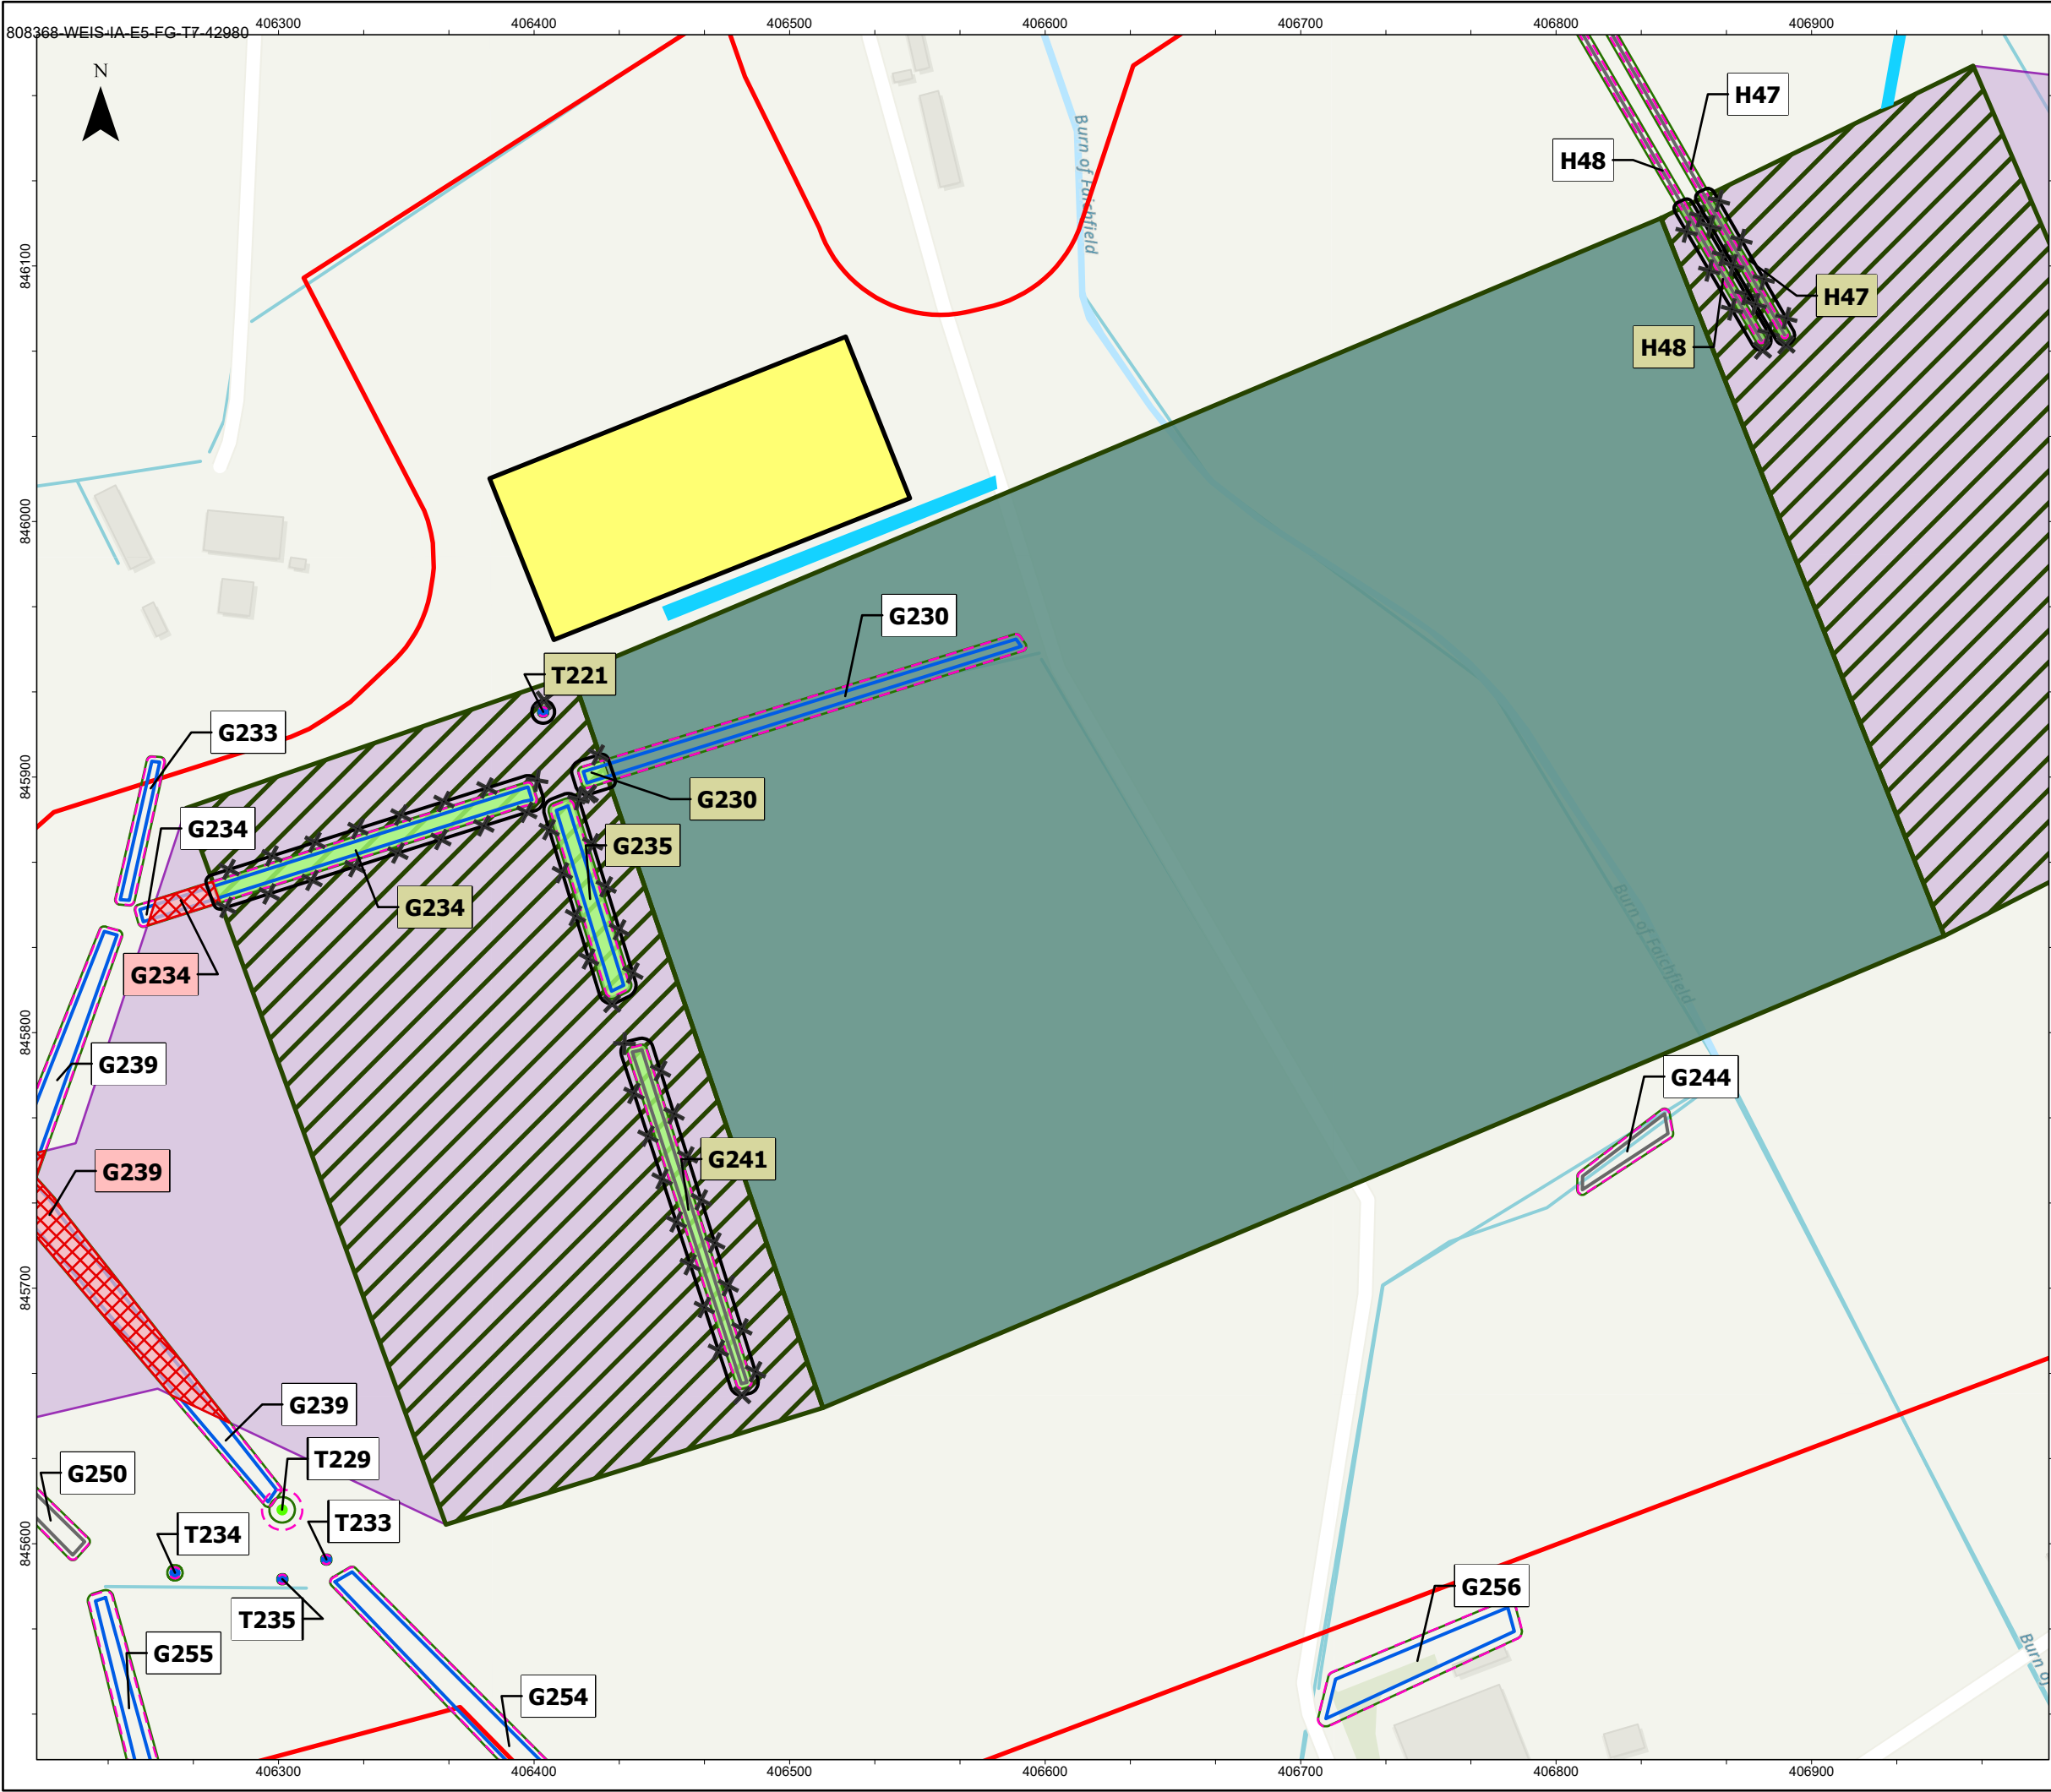 406300 406400 406500 406600 406700 406800 406900
808368-WEIS-IA-E5-FG-T7-42980
N
H47
Burn of Faichfield
H48
846100
H47
H48
846000
G230
T221
G233
845900
G230
G234
G235
G234
Burn of Faichfield
G234
845800
G239
G244
G241
G239
845700
G239
T229
G250
T233
T234
845600
G256
T235
G255
Burn of
G254
406300 406400 406500 406600 406700 406800 406900